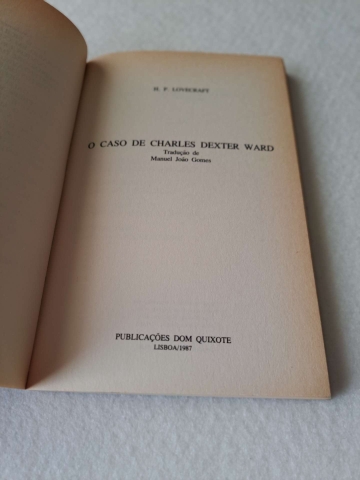 H. P. LOVECRAFT
O CASO DE CHARLES DEXTER WARD
Tradução de
Manuel João Gomes
PUBLICAÇÕES DOM QUIXOTE
LISBOA/1987